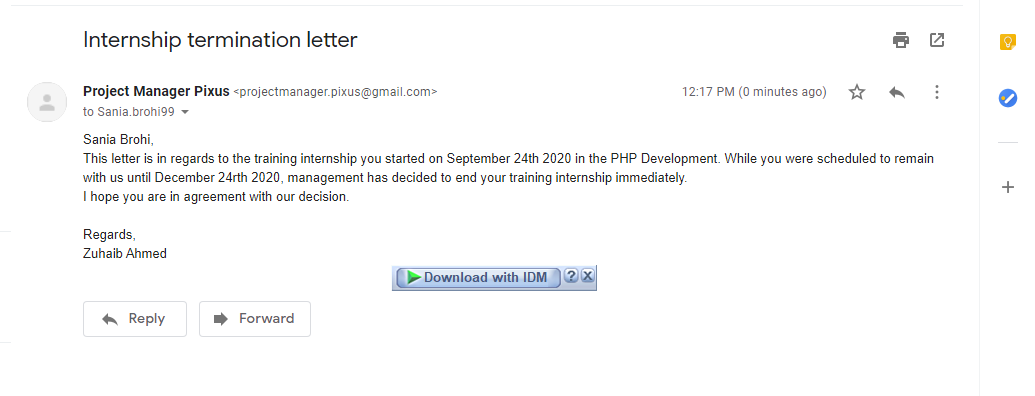 Internship termination letter
Project Manager Pixus <projectmanager.pixus@gmail.com>
12:17 PM (0 minutes ago)
to Sania.brohi99
Sania Brohi,
This letter is in regards to the training internship you started on September 24th 2020 in the PHP Development. While you were scheduled to remain
with us until December 24rth 2020, management has decided to end your training internship immediately.
I hope you are in agreement with our decision.
Regards,
Zuhaib Ahmed
Download with IDM ? X
Reply
Forward